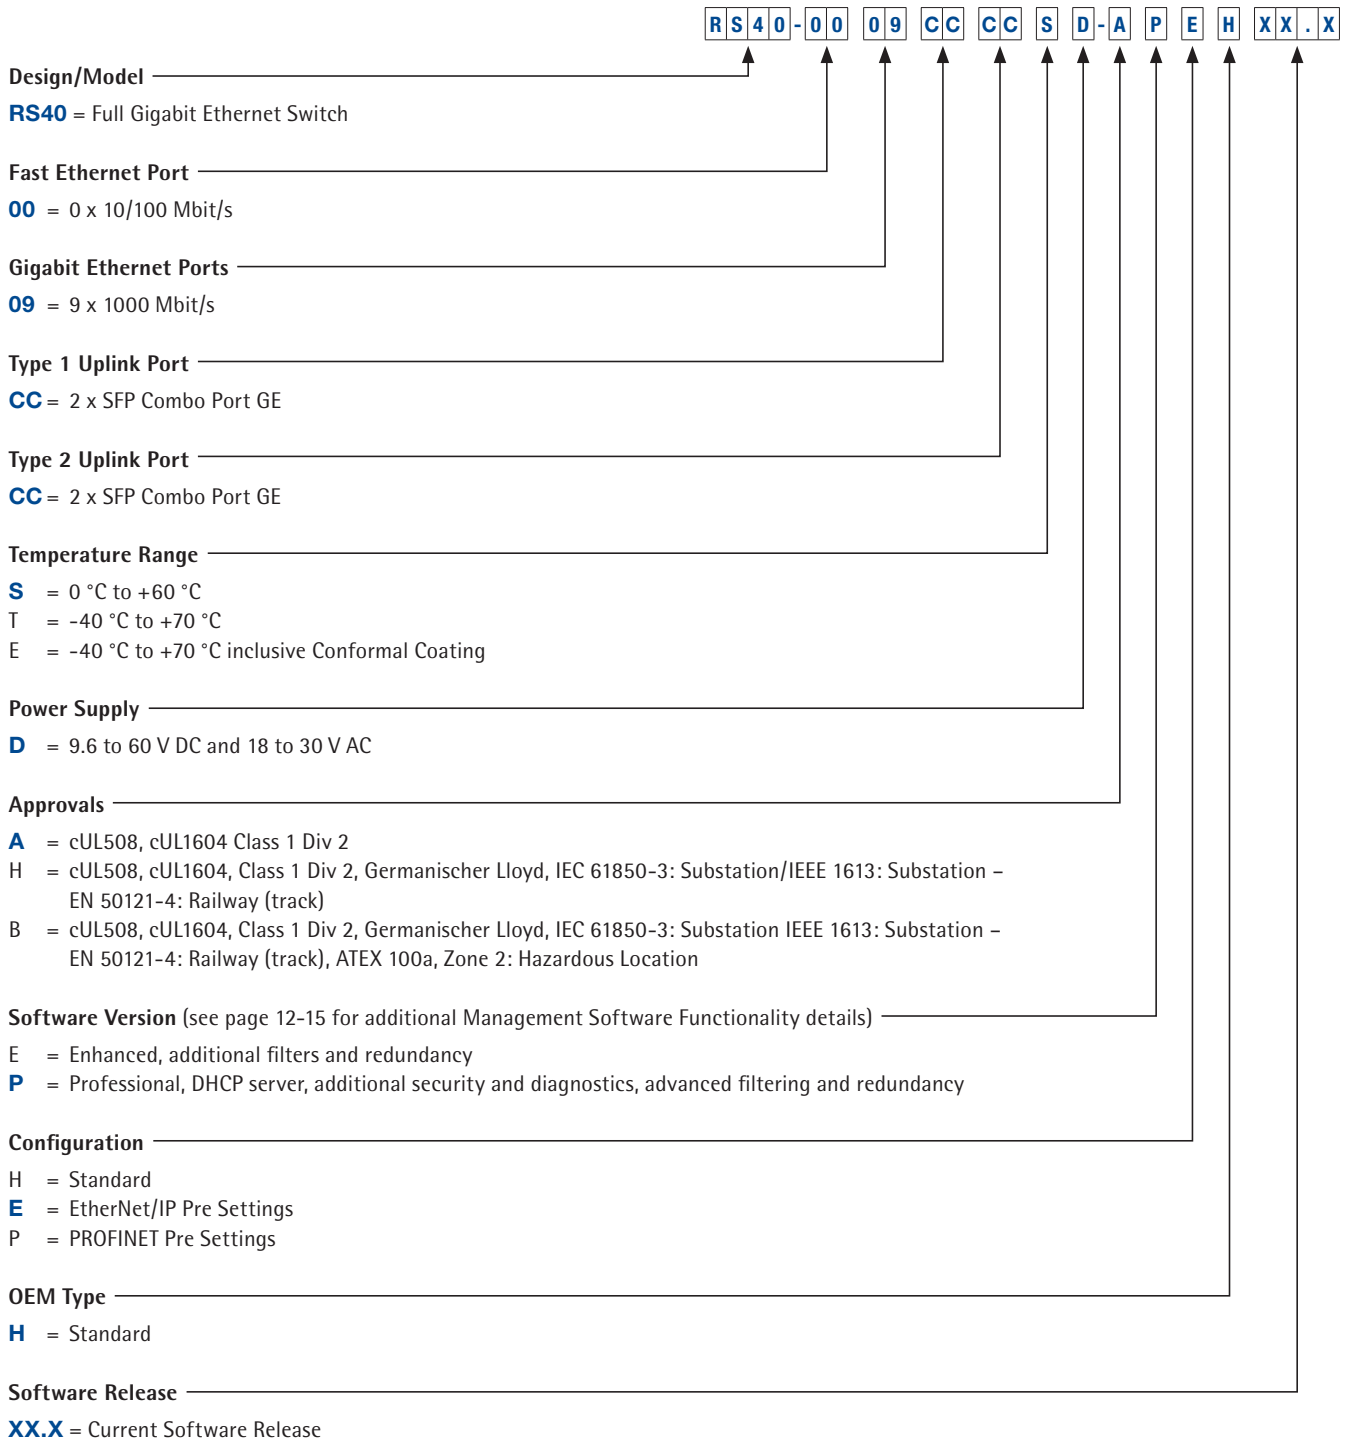 RS40-00 09 CC CC S D-A P E H XX.X
Design/Model
RS40 = Full Gigabit Ethernet Switch
Fast Ethernet Port
00 = 0 x 10/100 Mbit/s
Gigabit Ethernet Ports
09 = 9 x 1000 Mbit/s
Type 1 Uplink Port
CC = 2 x SFP Combo Port GE
Type 2 Uplink Port
CC = 2 x SFP Combo Port GE
Temperature Range
S = 0 °C to +60 °C
T = -40 °C to +70 °C
E = -40 °C to +70 °C inclusive Conformal Coating
Power Supply
D = 9.6 to 60 V DC and 18 to 30 V AC
Approvals
A = cUL508, cUL1604 Class 1 Div 2
H = cUL508, cUL1604, Class 1 Div 2, Germanischer Lloyd, IEC 61850-3: Substation/IEEE 1613: Substation –
EN 50121-4: Railway (track)
B = cUL508, cUL1604, Class 1 Div 2, Germanischer Lloyd, IEC 61850-3: Substation IEEE 1613: Substation –
EN 50121-4: Railway (track), ATEX 100a, Zone 2: Hazardous Location
Software Version (see page 12-15 for additional Management Software Functionality details)
E = Enhanced, additional filters and redundancy
P = Professional, DHCP server, additional security and diagnostics, advanced filtering and redundancy
Configuration
H = Standard
E = EtherNet/IP Pre Settings
P = PROFINET Pre Settings
OEM Type
H = Standard
Software Release
XX.X = Current Software Release